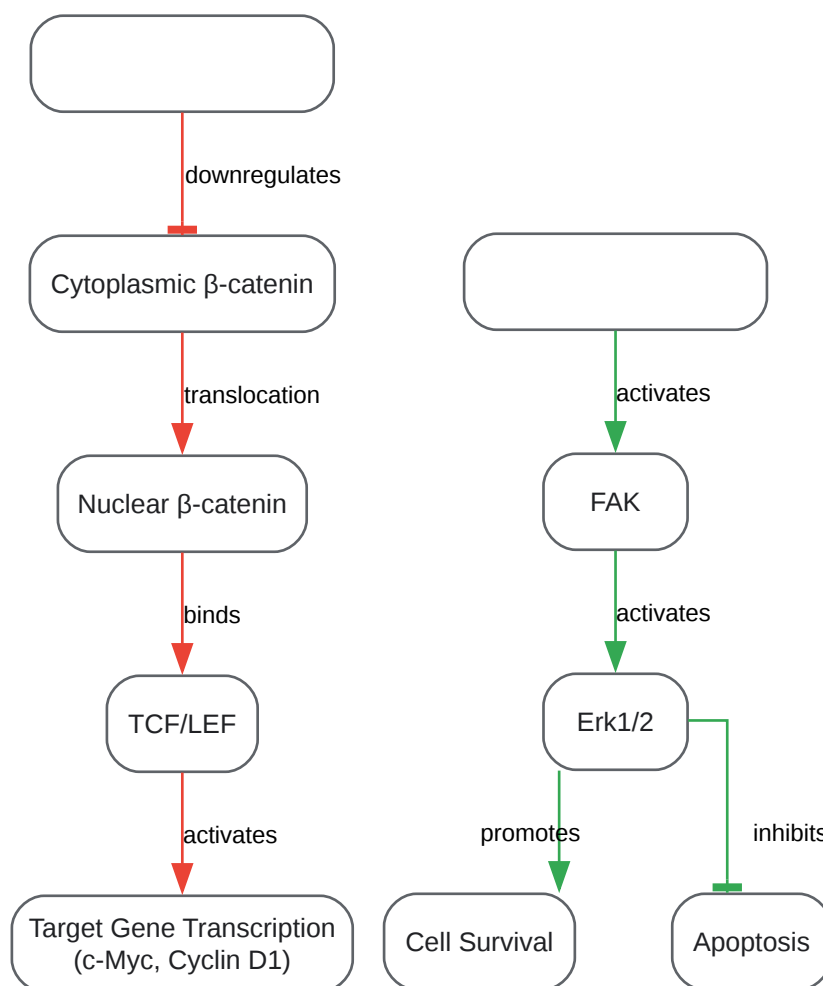 downregulates
Cytoplasmic β-catenin
translocation
activates
Nuclear β-catenin
FAK
binds
activates
TCF/LEF
Erk1/2
activates
promotes
inhibits
Target Gene Transcription
(c-Myc, Cyclin D1)
Cell Survival
Apoptosis